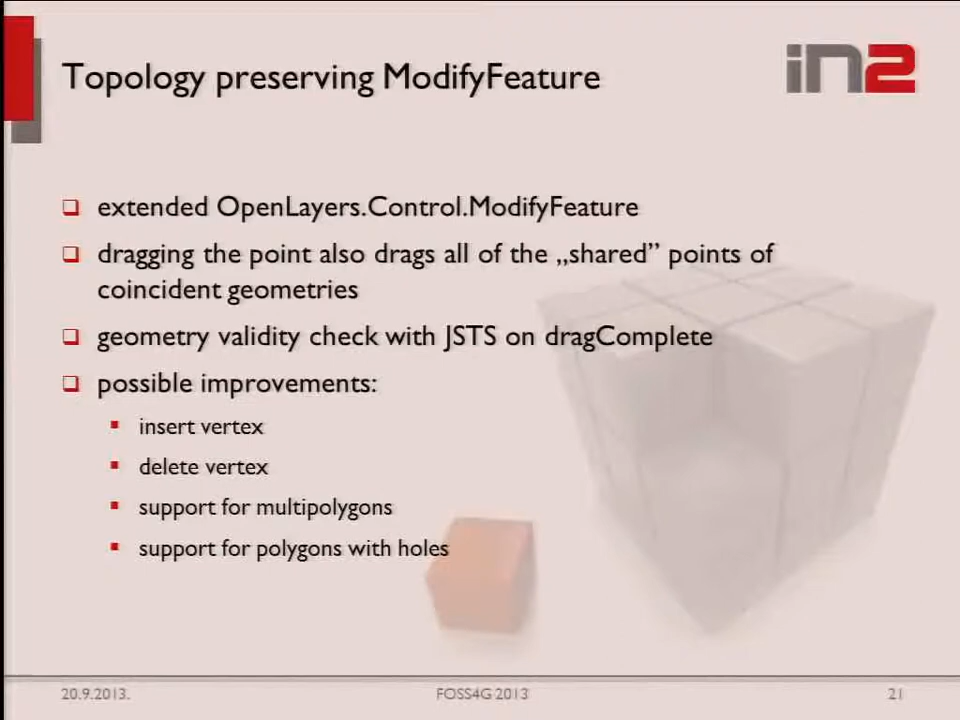 Topology preserving ModifyFeature
in2
extended OpenLayers.Control.ModifyFeature
dragging the point also drags all of the „shared” points of
coincident geometries
geometry validity check with JSTS on dragComplete
possible improvements:
insert vertex
delete vertex
support for multipolygons
support for polygons with holes
20.9.2013.
FOSS4G 2013
21